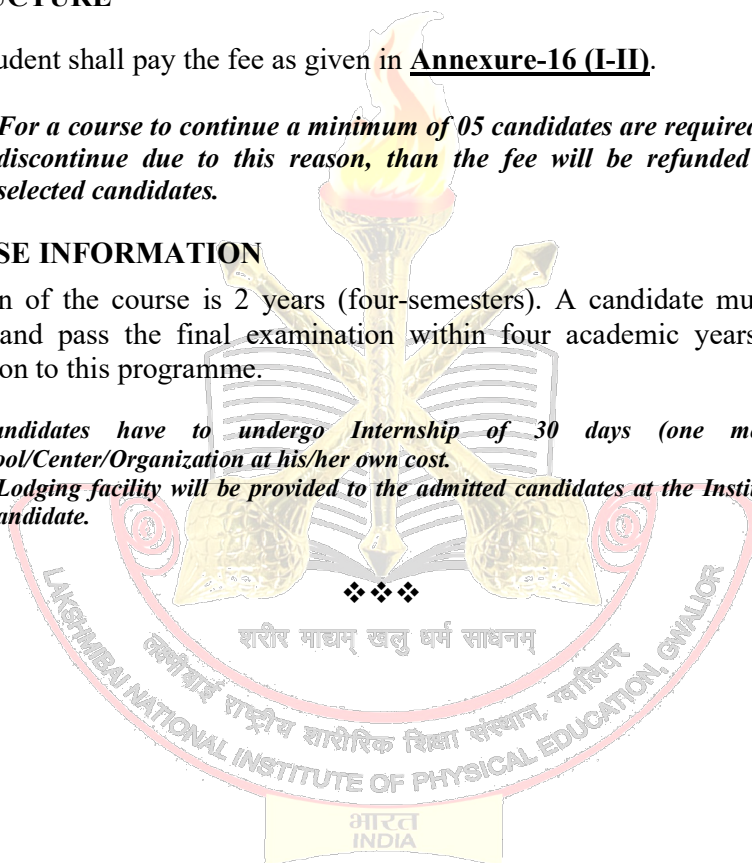 UCTURE
udent shall pay the fee as given in Annexure-16 (I-II).
For a course to continue a minimum of 05 candidates are required
discontinue due to this reason, than the fee will be refunded
selected candidates.
SE INFORMATION
n of the course is 2 years (four-semesters). A candidate mu
and pass the final examination within four academic years
on to this programme.
andidates have to undergo Internship of 30 days (one m
ool/Center/Organization at his/her own cost.
Lodging facility will be provided to the admitted candidates at the Instit
andidate.
❖❖❖
शरीर माद्यम् खलु धर्म साधनम्
लक्ष्मीबाई राष्ट्रीय शारीरिक शिक्षा संस्थान, ग्वालियर
LAKSHMIBAI NATIONAL INSTITUTE OF PHYSICAL EDUCATION, GWALIOR
भारत
INDIA